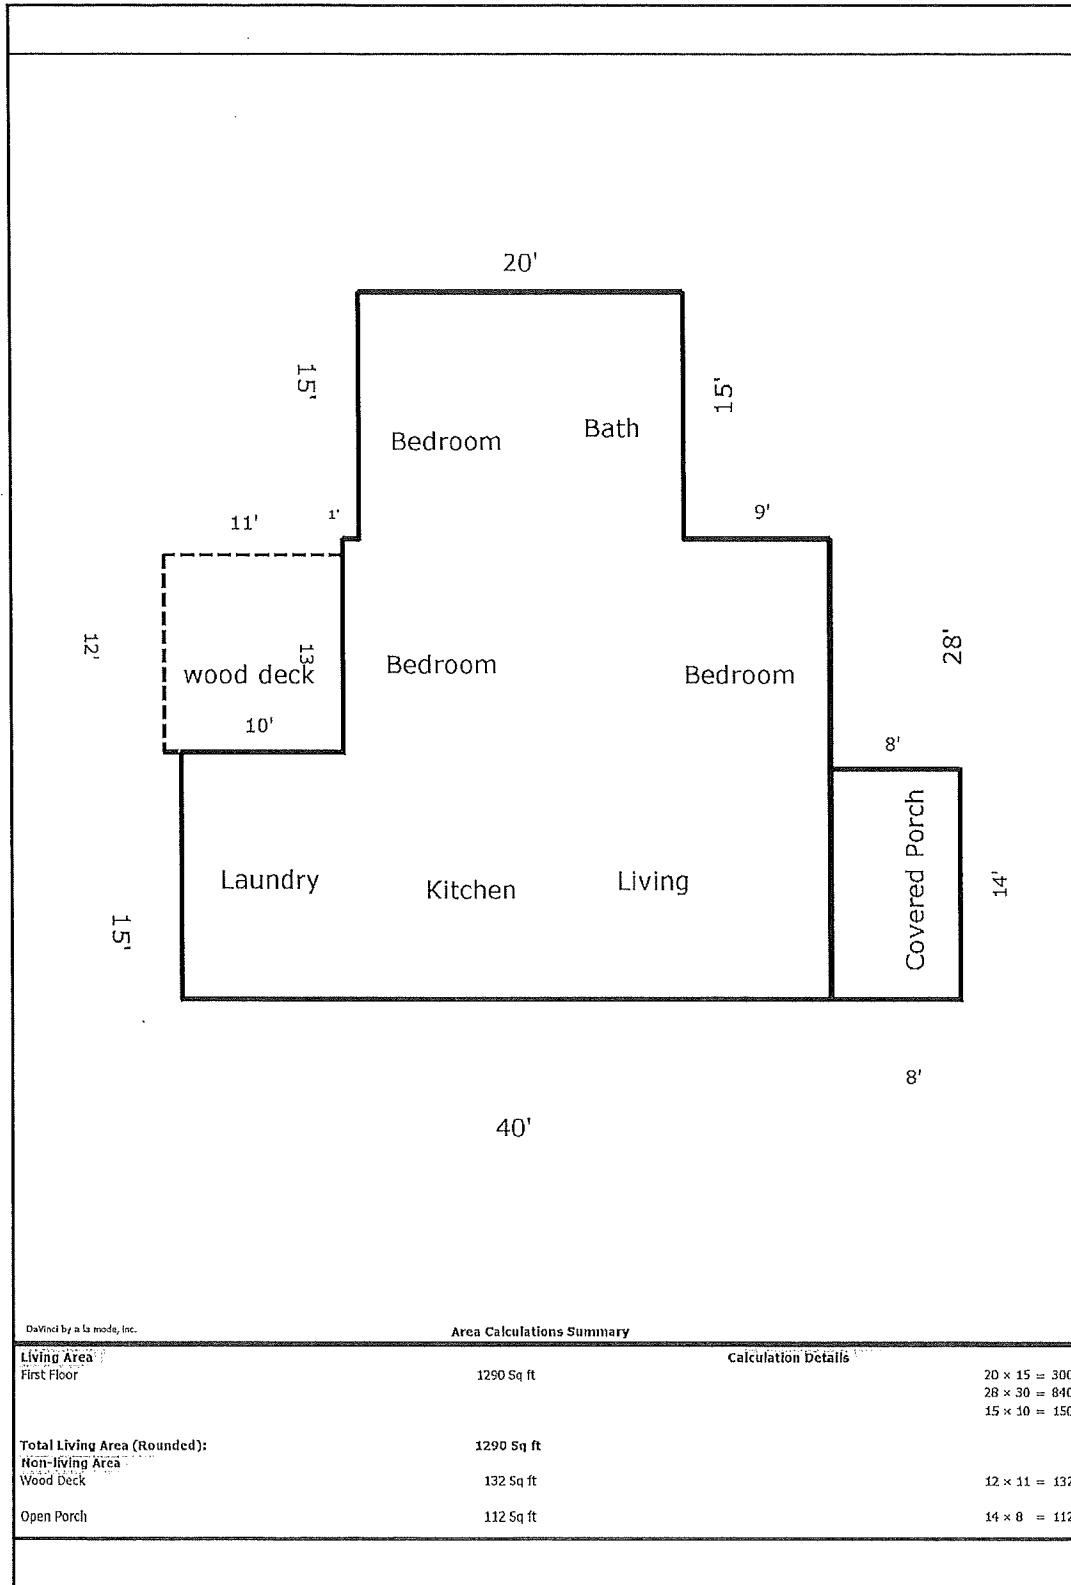 20'
15'
15'
Bedroom
Bath
11'
1'
9'
12'
13'
wood deck
Bedroom
Bedroom
28'
10'
8'
Laundry
Kitchen
Living
Covered Porch
14'
15'
8'
40'
DaVinci by a la mode, inc.
Area Calculations Summary
Living Area
Calculation Details
First Floor 1290 Sq ft 20 × 15 = 300
28 × 30 = 840
15 × 10 = 150
Total Living Area (Rounded): 1290 Sq ft
Non-living Area
Wood Deck 132 Sq ft 12 × 11 = 132
Open Porch 112 Sq ft 14 × 8 = 112